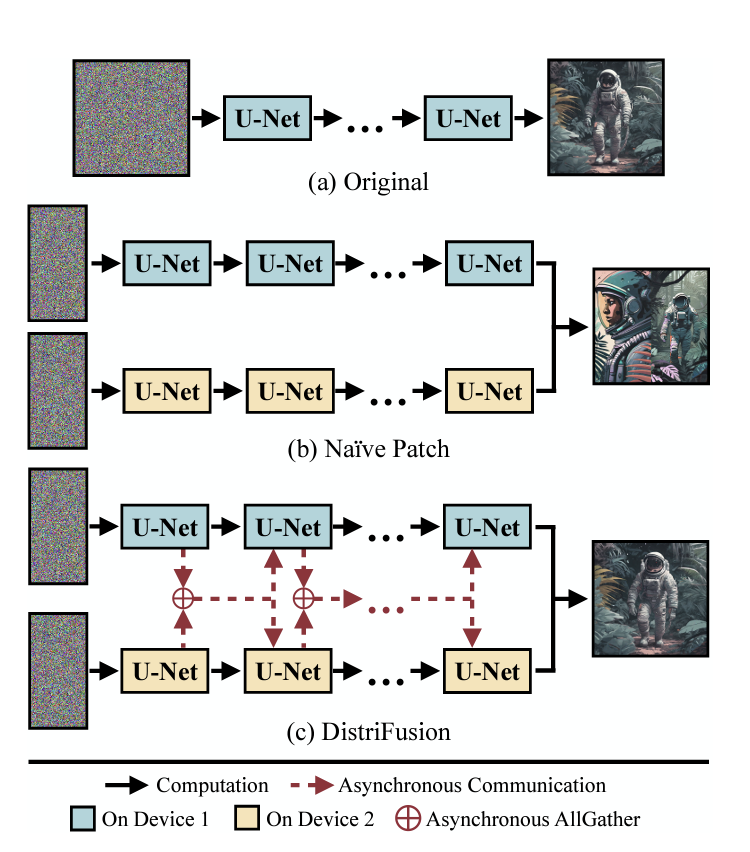 U-Net ... U-Net
(a) Original
U-Net U-Net ... U-Net
U-Net U-Net ... U-Net
(b) Naïve Patch
U-Net U-Net ... U-Net
...
U-Net U-Net ... U-Net
(c) DistriFusion
Computation Asynchronous Communication
On Device 1 On Device 2 Asynchronous AllGather